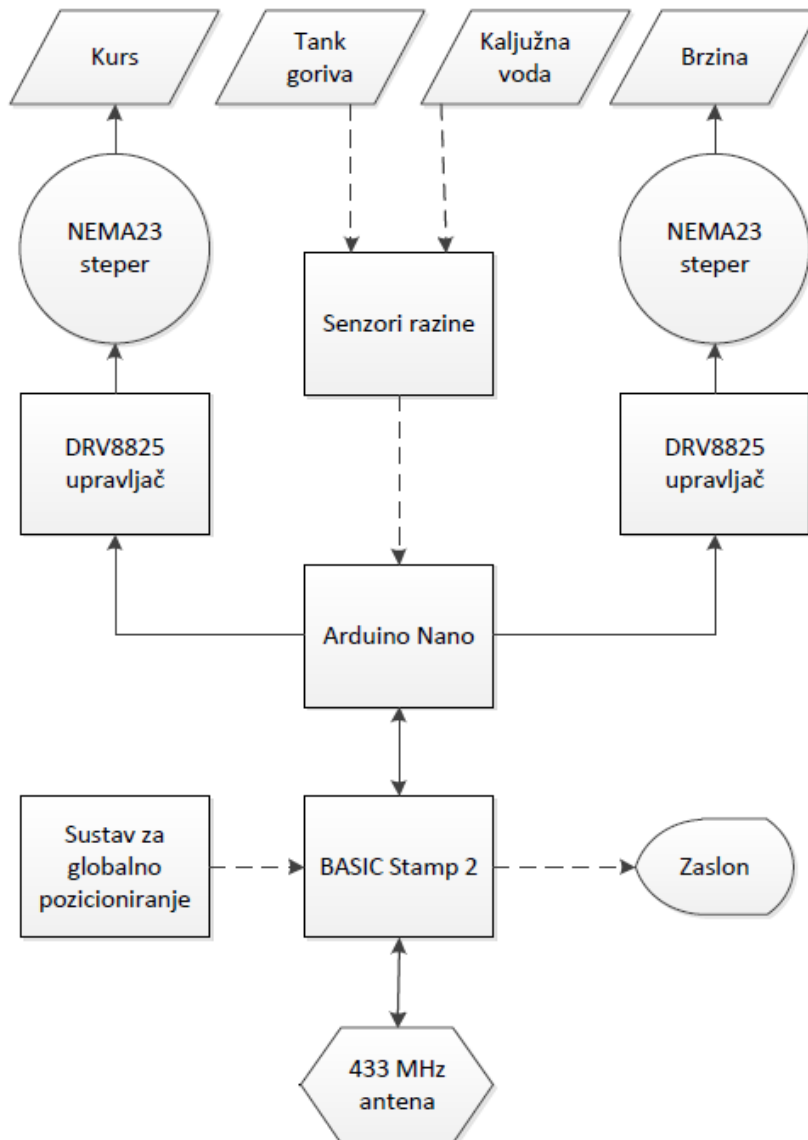 Kurs
Tank
goriva
Kaljužna
voda
Brzina
NEMA23
steper
NEMA23
steper
Senzori razine
DRV8825
upravljač
DRV8825
upravljač
Arduino Nano
Sustav za
globalno
pozicioniranje
BASIC Stamp 2
Zaslon
433 MHz
antena